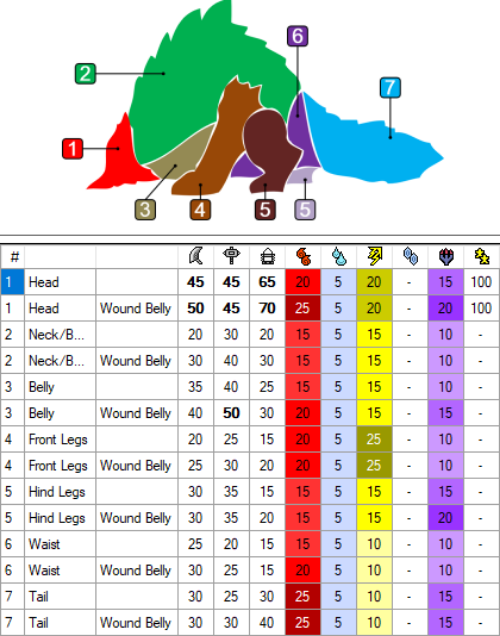 6
2
7
1
3
4
5
5
#
1 Head 45 45 65 20 5 20 - 15 100
1 Head Wound Belly 50 45 70 25 5 20 - 20 100
2 Neck/B... 20 30 20 15 5 15 - 10 -
2 Neck/B... Wound Belly 30 40 30 15 5 15 - 10 -
3 Belly 35 40 25 15 5 15 - 10 -
3 Belly Wound Belly 40 50 30 20 5 15 - 15 -
4 Front Legs 20 25 15 20 5 25 - 10 -
4 Front Legs Wound Belly 25 30 20 20 5 25 - 10 -
5 Hind Legs 30 35 15 15 5 15 - 15 -
5 Hind Legs Wound Belly 30 35 20 15 5 15 - 20 -
6 Waist 25 20 15 15 5 10 - 10 -
6 Waist Wound Belly 30 25 15 20 5 10 - 10 -
7 Tail 30 25 30 25 5 10 - 15 -
7 Tail Wound Belly 30 30 40 25 5 10 - 15 -